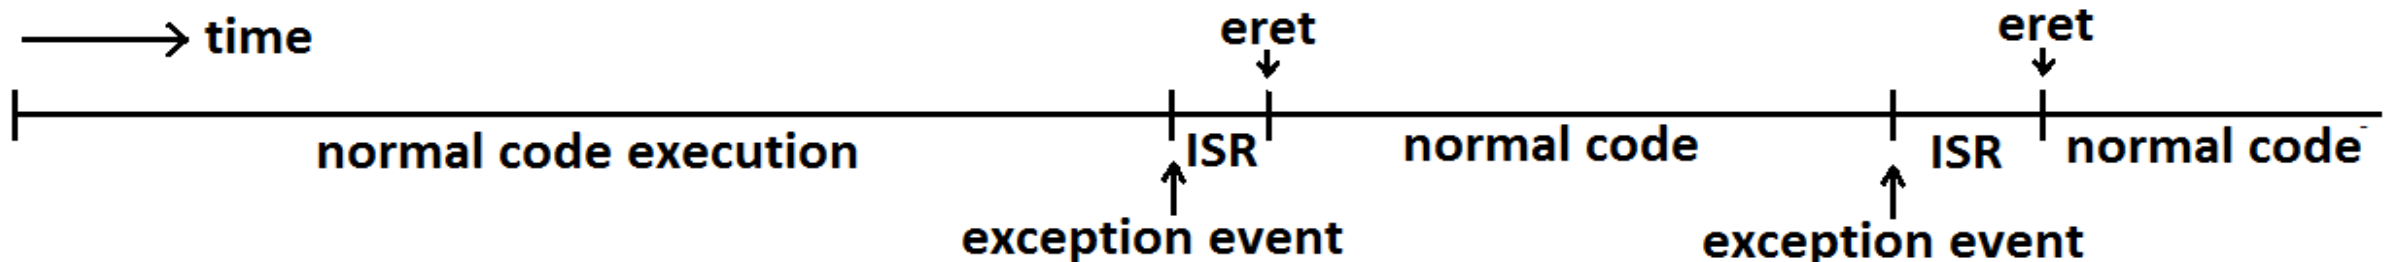 time
eret
eret
normal code execution
ISR
normal code
ISR
normal code
exception event
exception event